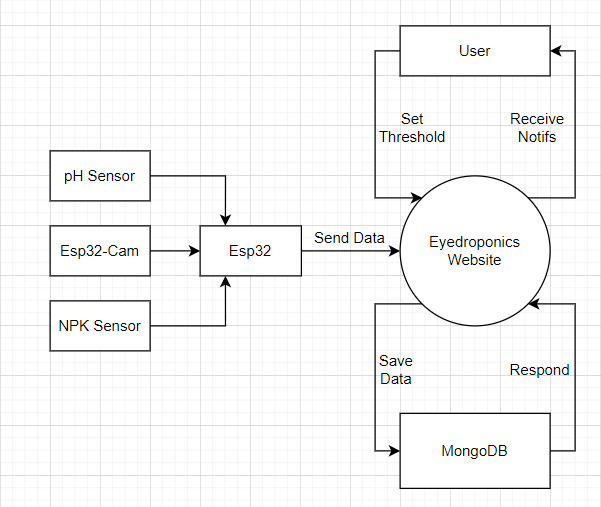 User
Set
Threshold
Receive
Notifs
pH Sensor
Esp32-Cam
Esp32
Send Data
Eyedroponics
Website
NPK Sensor
Save
Data
Respond
MongoDB